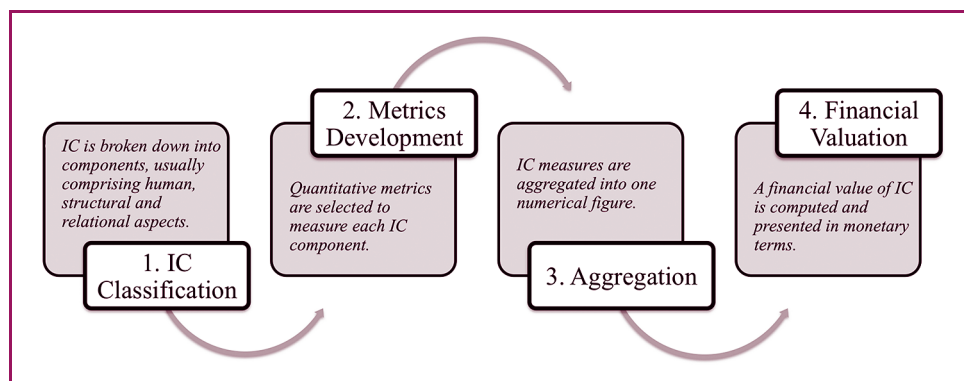 IC is broken down into
components, usually
comprising human,
structural and
relational aspects.
1. IC
Classification
2. Metrics
Development
Quantitative metrics
are selected to
measure each IC
component.
IC measures are
aggregated into one
numerical figure.
3. Aggregation
4. Financial
Valuation
A financial value of IC
is computed and
presented in monetary
terms.